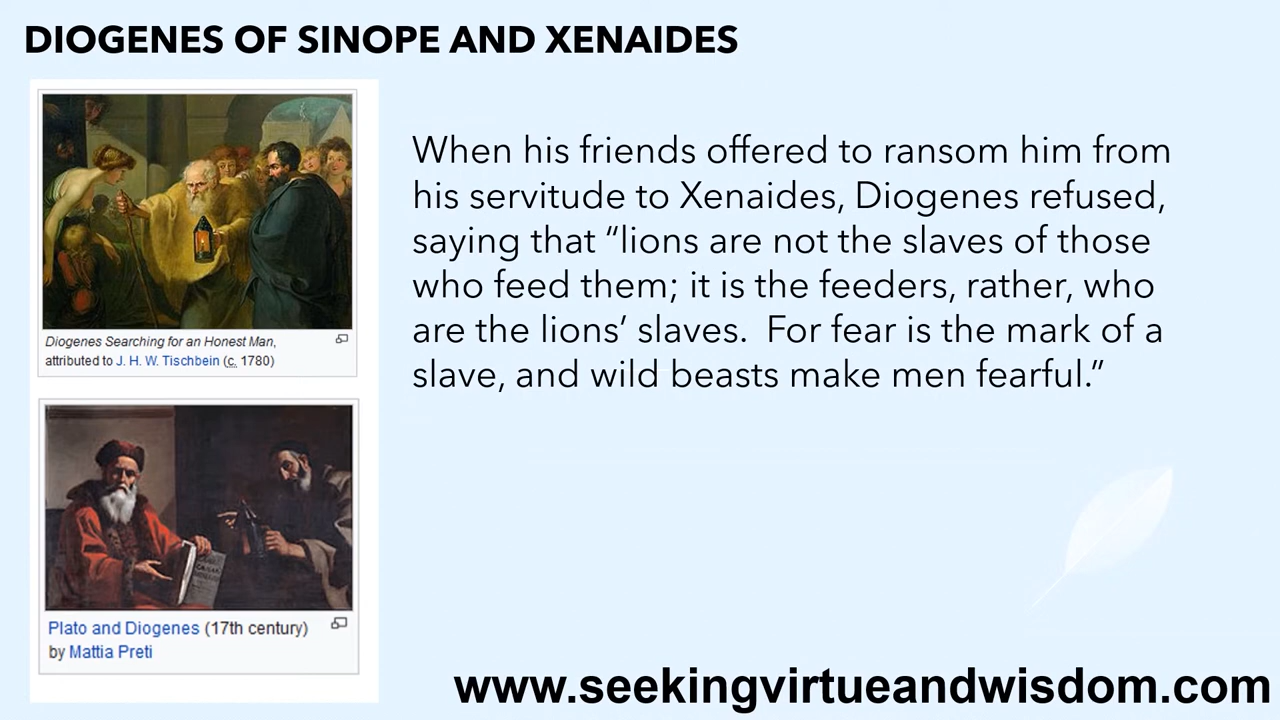 DIOGENES OF SINOPE AND XENAIDES
Diogenes Searching for an Honest Man,
attributed to J. H. W. Tischbein (c. 1780)
Plato and Diogenes (17th century)
by Mattia Preti
When his friends offered to ransom him from
his servitude to Xenaides, Diogenes refused,
saying that “lions are not the slaves of those
who feed them; it is the feeders, rather, who
are the lions’ slaves.  For fear is the mark of a
slave, and wild beasts make men fearful.”
www.seekingvirtueandwisdom.com